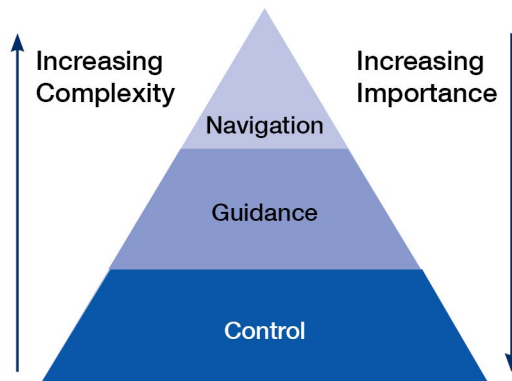 Increasing
Complexity
Increasing
Importance
Navigation
Guidance
Control